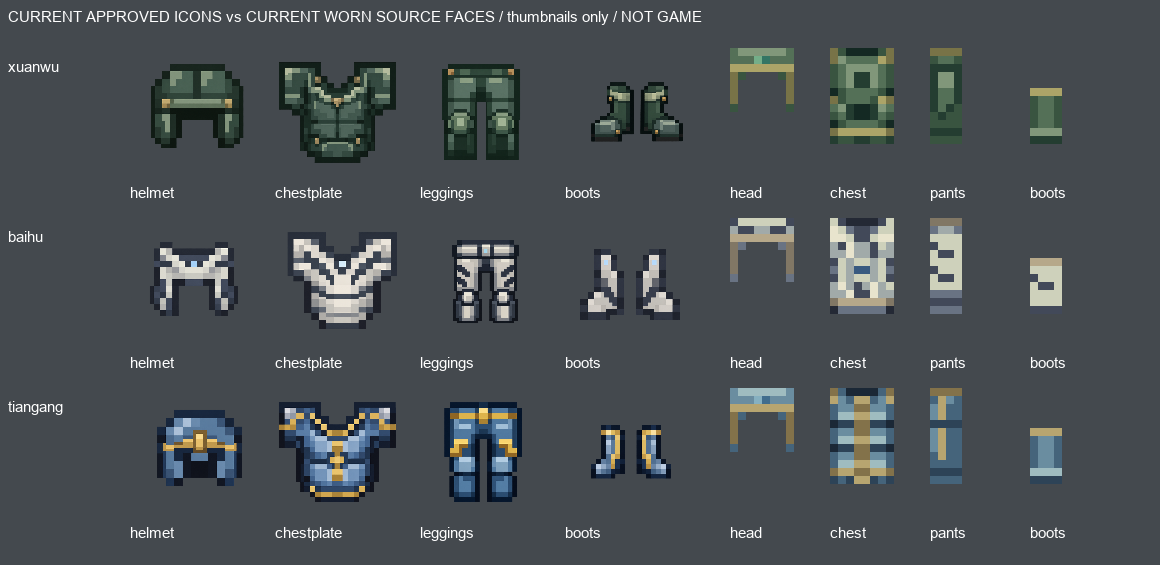 CURRENT APPROVED ICONS vs CURRENT WORN SOURCE FACES / thumbnails only / NOT GAME
xuanwu
helmet chestplate leggings boots head chest pants boots
baihu
helmet chestplate leggings boots head chest pants boots
tiangang
helmet chestplate leggings boots head chest pants boots